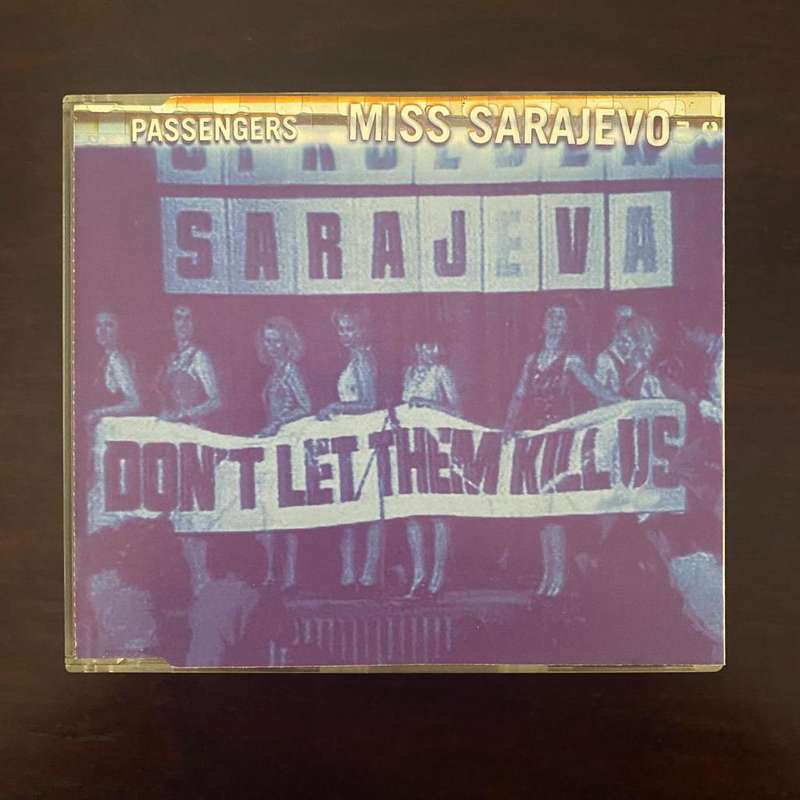 PASSENGERS MISS SARAJEVO
SARAJEVA
DON'T LET THEM KILL US